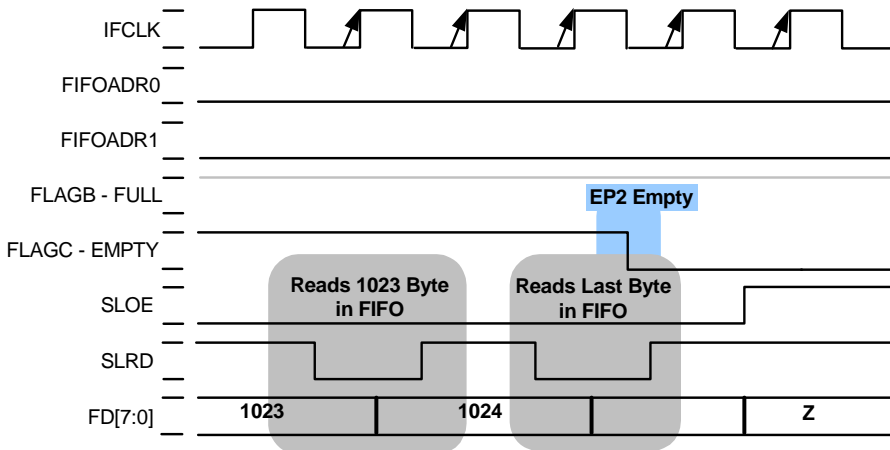 IFCLK
FIFOADR0
FIFOADR1
FLAGB - FULL
EP2 Empty
FLAGC - EMPTY
Reads 1023 Byte
in FIFO
Reads Last Byte
in FIFO
SLOE
SLRD
FD[7:0]
1023
1024
Z